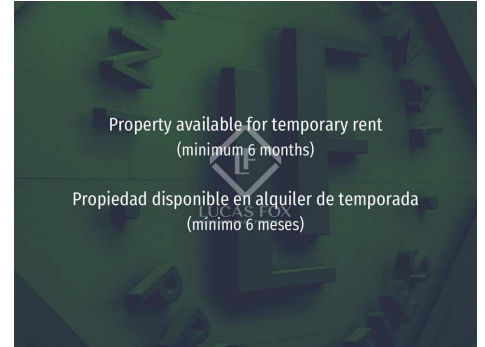 Property available for temporary rent
(minimum 6 months)
Propiedad disponible en alquiler de temporada
LUCAS FOX
(mínimo 6 meses)